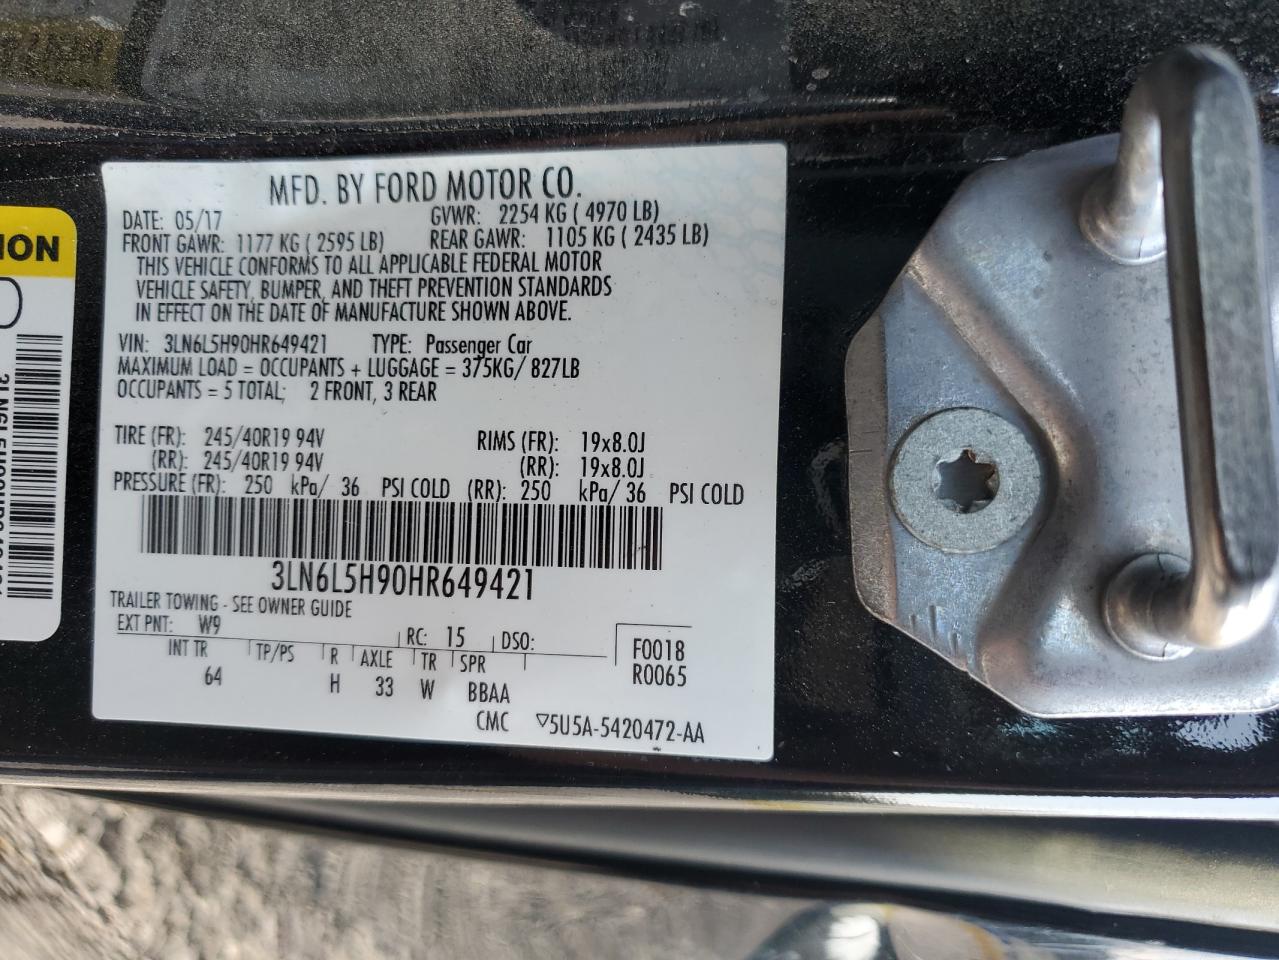 MFD. BY FORD MOTOR CO.
DATE: 05/17 GVWR: 2254 KG ( 4970 LB)
FRONT GAWR: 1177 KG ( 2595 LB) REAR GAWR: 1105 KG ( 2435 LB)
THIS VEHICLE CONFORMS TO ALL APPLICABLE FEDERAL MOTOR
VEHICLE SAFETY, BUMPER, AND THEFT PREVENTION STANDARDS
IN EFFECT ON THE DATE OF MANUFACTURE SHOWN ABOVE.
VIN: 3LN6L5H90HR649421 TYPE: Passenger Car
MAXIMUM LOAD = OCCUPANTS + LUGGAGE = 375KG/ 827LB
OCCUPANTS = 5 TOTAL; 2 FRONT, 3 REAR
TIRE (FR): 245/40R19 94V RIMS (FR): 19x8.0J
(RR): 245/40R19 94V (RR): 19x8.0J
PRESSURE (FR): 250 kPa/ 36 PSI COLD (RR): 250 kPa/ 36 PSI COLD
3LN6L5H90HR649421
TRAILER TOWING - SEE OWNER GUIDE
EXT PNT: W9 RC: 15 DSO: F0018
INT TR TP/PS R AXLE TR SPR R0065
64 H 33 W BBAA
CMC ▽5U5A-5420472-AA